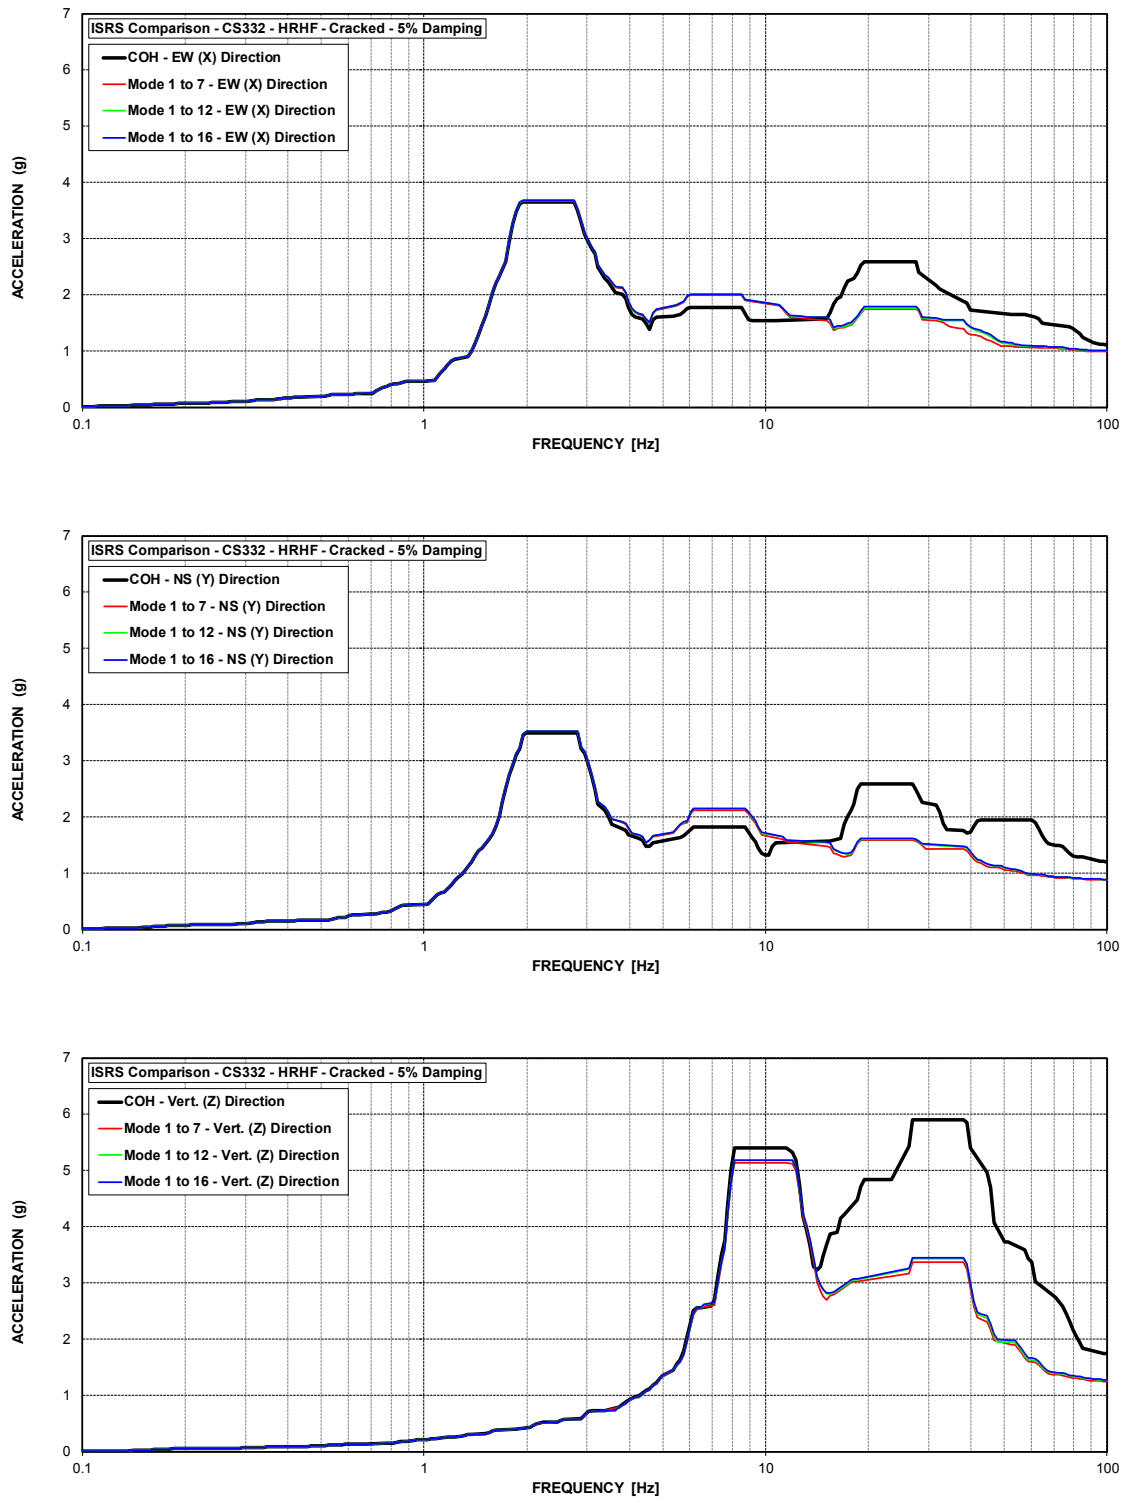 ISRS Comparison - CS332 - HRHF - Cracked - 5% Damping
COH - EW (X) Direction
Mode 1 to 7 - EW (X) Direction
Mode 1 to 12 - EW (X) Direction
Mode 1 to 16 - EW (X) Direction
ACCELERATION (g)
7
6
5
4
3
2
1
0
0.1
1
10
100
FREQUENCY [Hz]
ISRS Comparison - CS332 - HRHF - Cracked - 5% Damping
COH - NS (Y) Direction
Mode 1 to 7 - NS (Y) Direction
Mode 1 to 12 - NS (Y) Direction
Mode 1 to 16 - NS (Y) Direction
ACCELERATION (g)
7
6
5
4
3
2
1
0
0.1
1
10
100
FREQUENCY [Hz]
ISRS Comparison - CS332 - HRHF - Cracked - 5% Damping
COH - Vert. (Z) Direction
Mode 1 to 7 - Vert. (Z) Direction
Mode 1 to 12 - Vert. (Z) Direction
Mode 1 to 16 - Vert. (Z) Direction
ACCELERATION (g)
7
6
5
4
3
2
1
0
0.1
1
10
100
FREQUENCY [Hz]